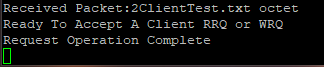 Received Packet:2ClientTest.txt octet
Ready To Accept A Client RRQ or WRQ
Request Operation Complete